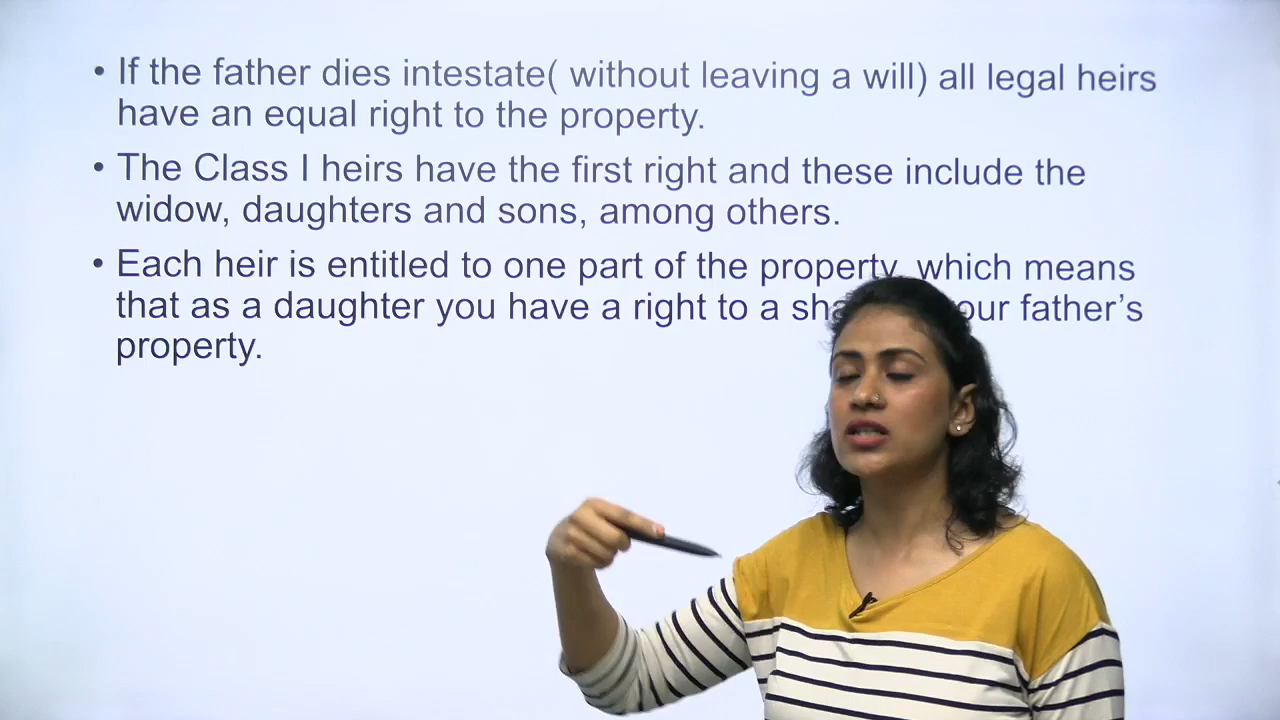 • If the father dies intestate( without leaving a will) all legal heirs
have an equal right to the property.
• The Class I heirs have the first right and these include the
widow, daughters and sons, among others.
• Each heir is entitled to one part of the property, which means
that as a daughter you have a right to a your father’s
property.